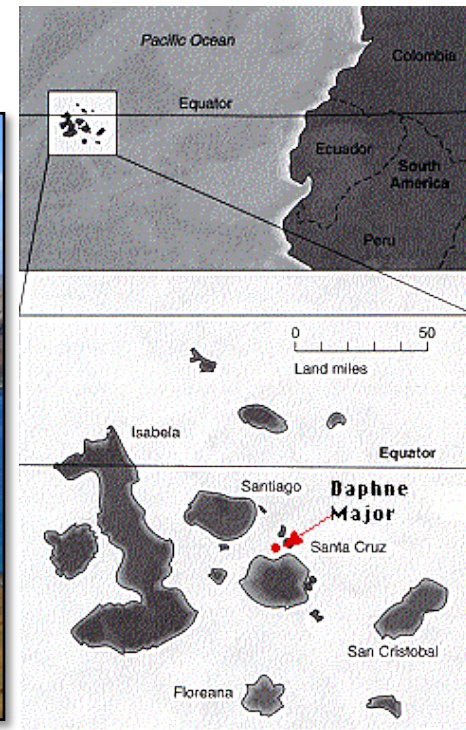 Pacific Ocean
Colombia
Equator
Ecuador
South
America
Peru
0 50
Land miles
Isabela
Equator
Santiago
Daphne
Major
Santa Cruz
San Cristobal
Floreana